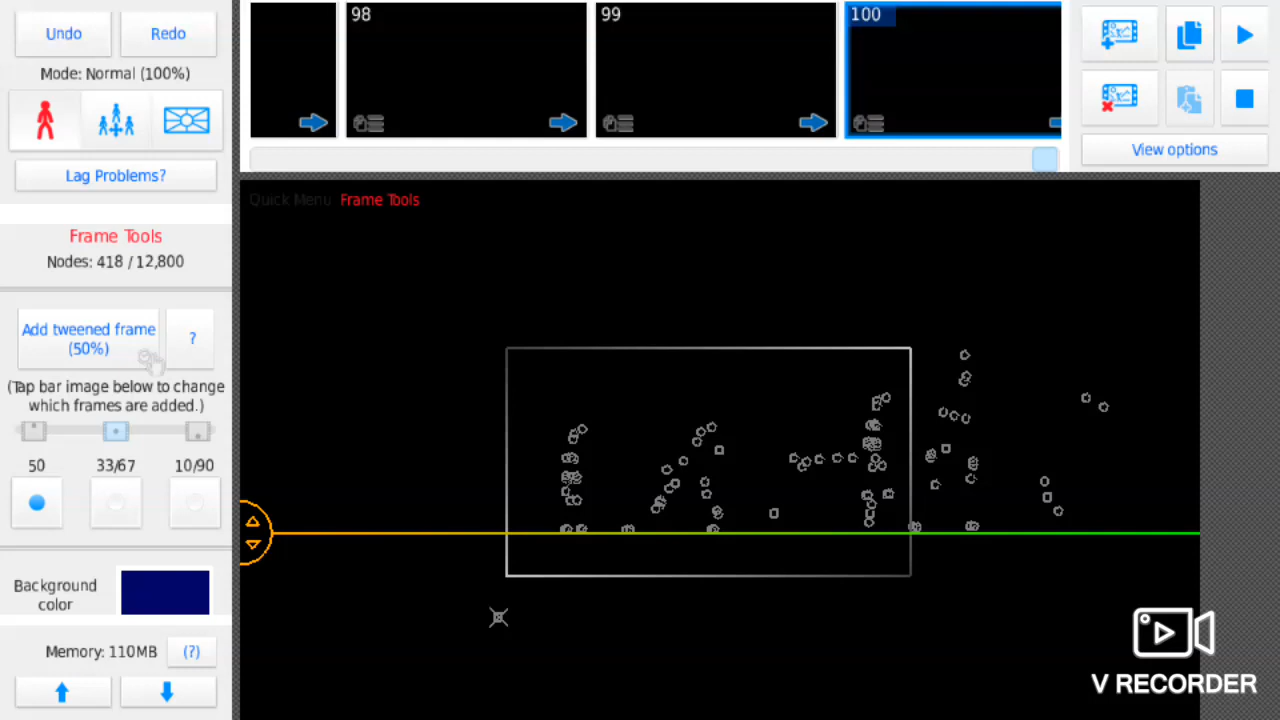 Undo
Redo
Mode: Normal (100%)
Lag Problems?
98
99
100
View options
Quick Menu Frame Tools
Frame Tools
Nodes: 418 / 12,800
Add tweened frame
(50%)
?
(Tap bar image below to change
which frames are added.)
50
33/67
10/90
Background
color
Memory: 110MB
(?)
V RECORDER